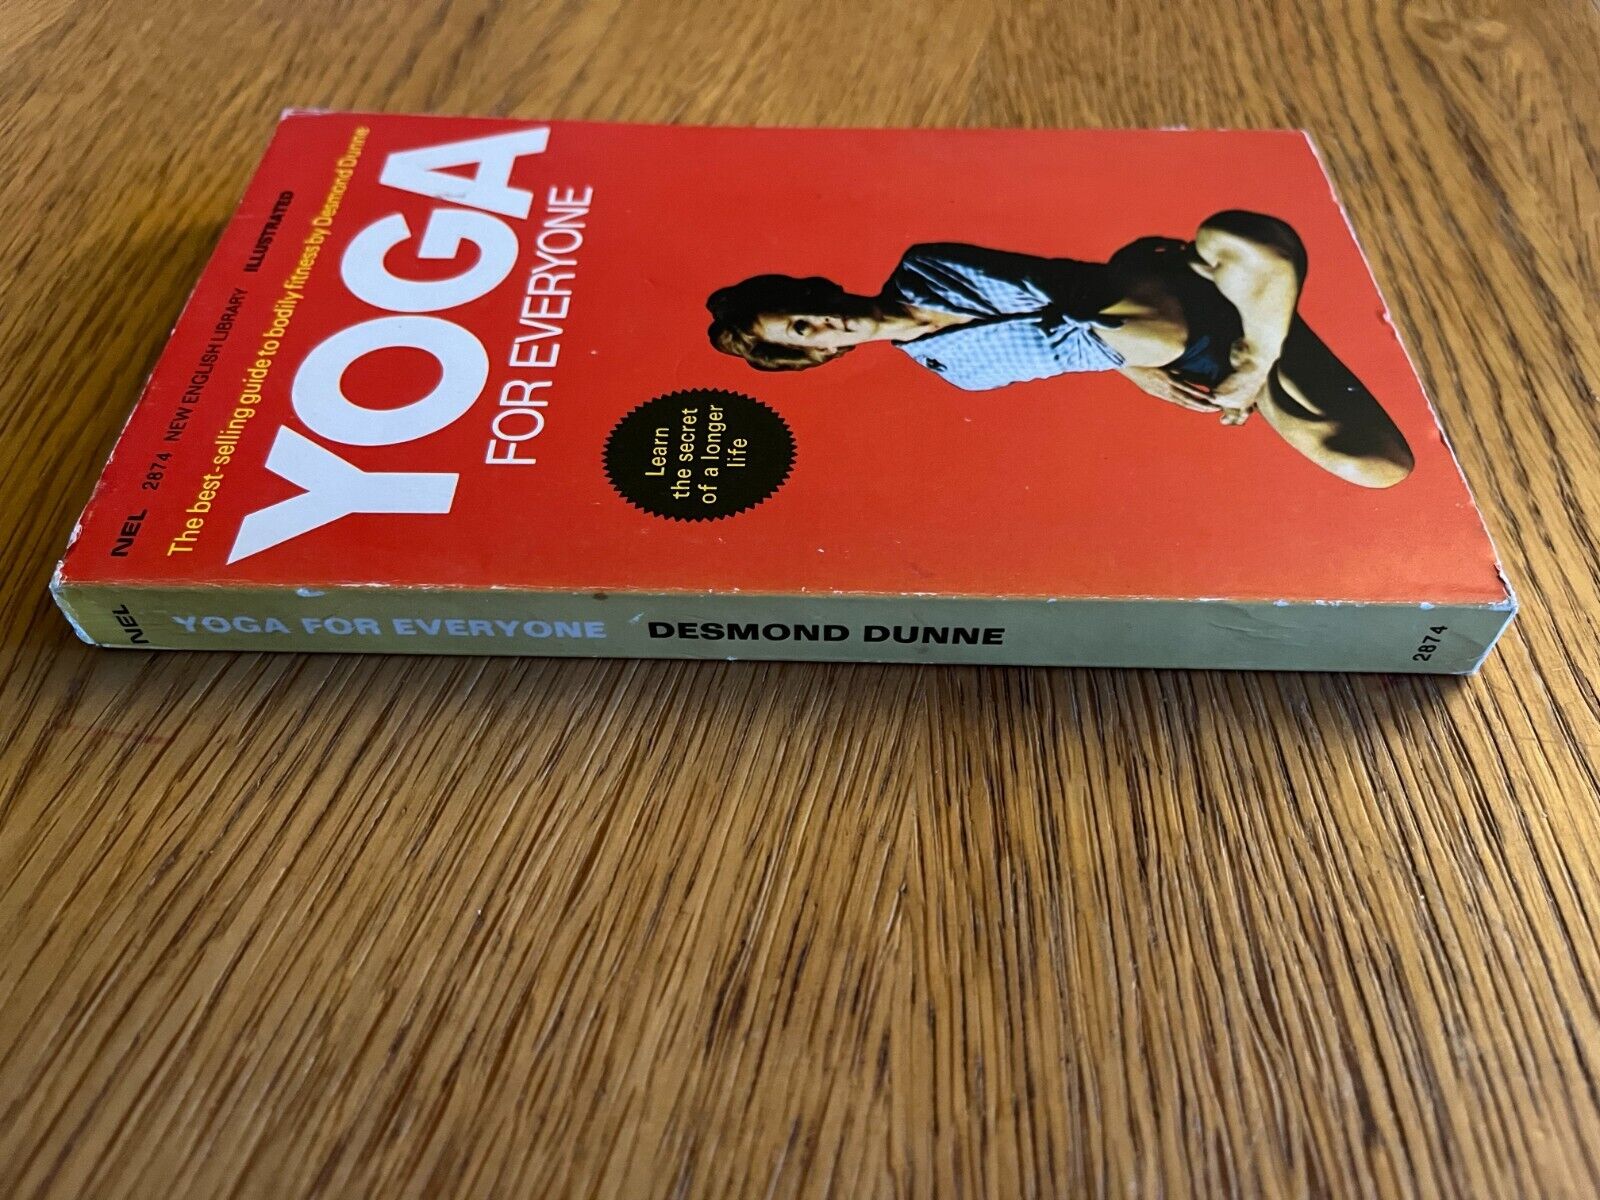 NEL 2874 NEW ENGLISH LIBRARY ILLUSTRATED
The best-selling guide to bodily fitness by Desmond Dunne
YOGA
FOR EVERYONE
Learn
the secret
of a longer
life
NEL YOGA FOR EVERYONE DESMOND DUNNE 2874